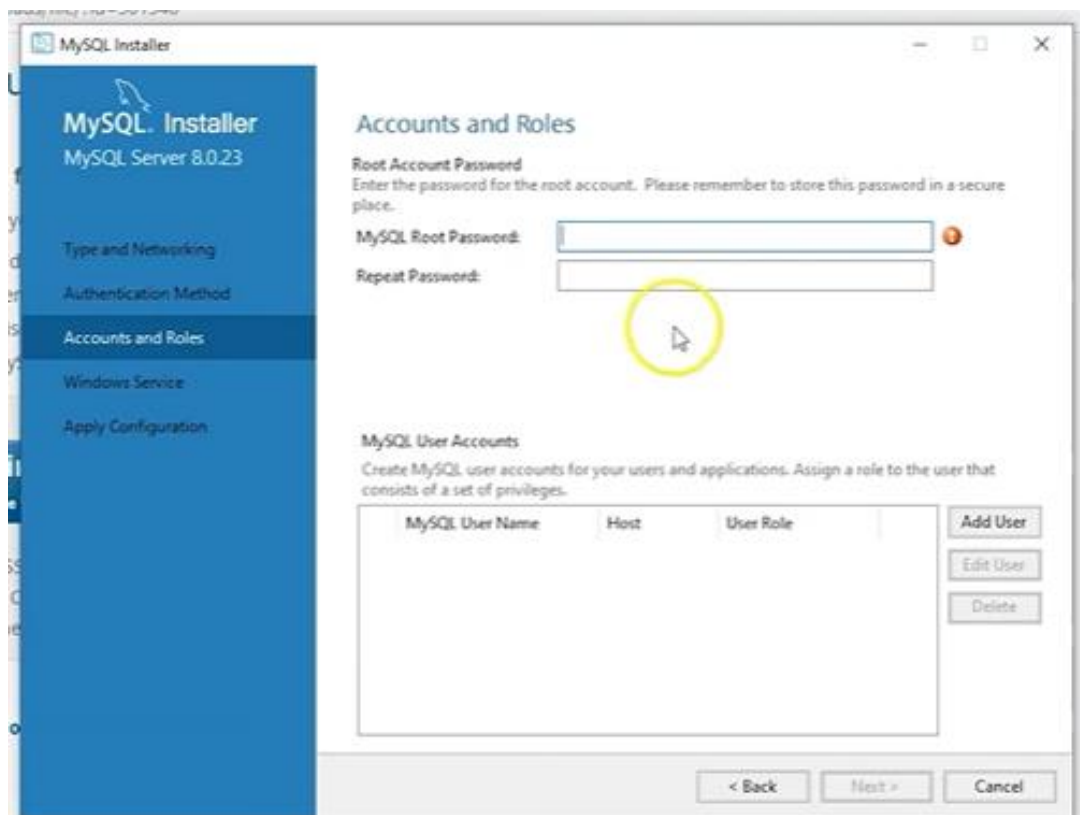 MySQL Installer
MySQL. Installer
MySQL Server 8.0.23
Type and Networking
Authentication Method
Accounts and Roles
Windows Service
Apply Configuration
Accounts and Roles
Root Account Password
Enter the password for the root account. Please remember to store this password in a secure
place.
MySQL Root Password:
Repeat Password:
MySQL User Accounts
Create MySQL user accounts for your users and applications. Assign a role to the user that
consists of a set of privileges.
MySQL User Name Host User Role
Add User
Edit User
Delete
< Back Next > Cancel